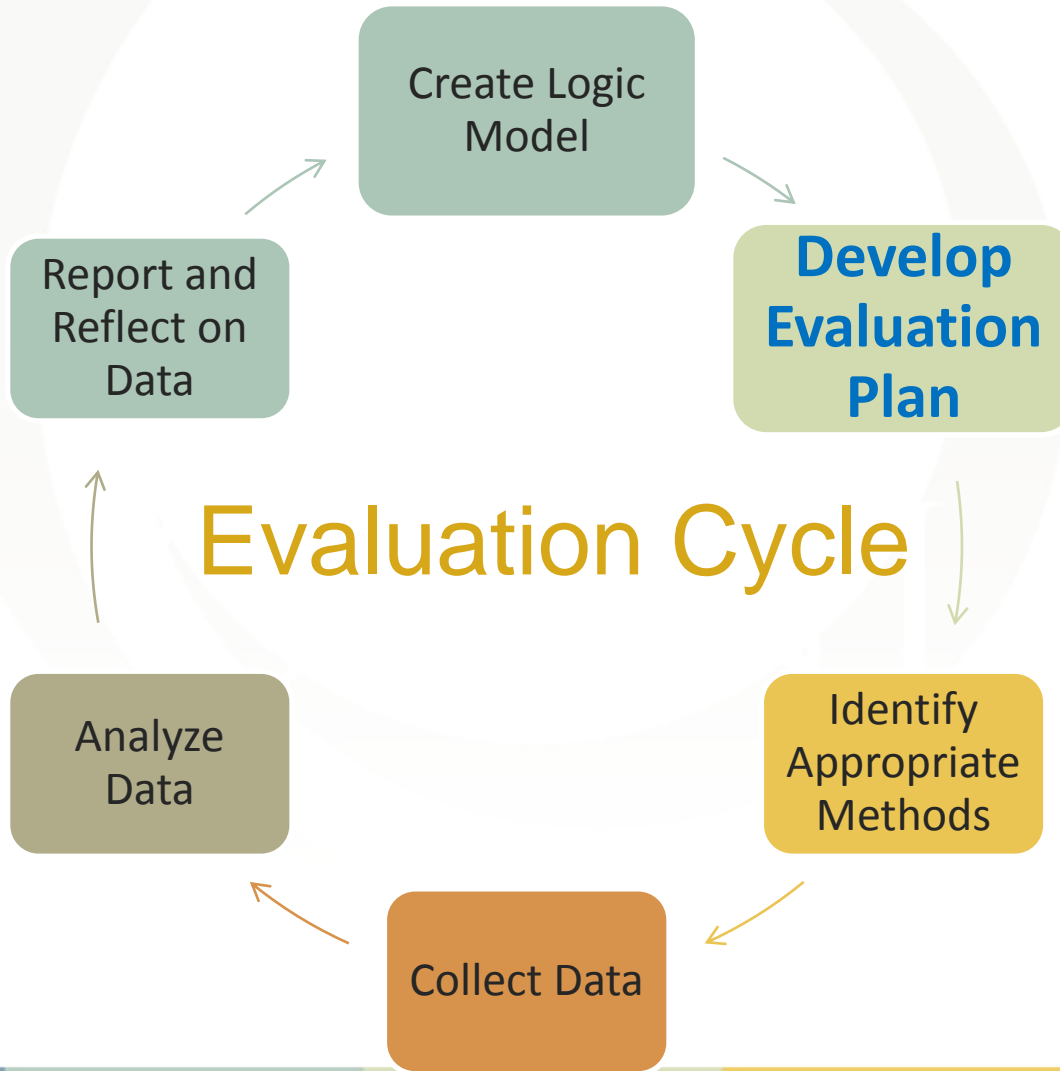 Create Logic
Model
Develop
Evaluation
Plan
Report and
Reflect on
Data
Evaluation Cycle
Identify
Appropriate
Methods
Analyze
Data
Collect Data